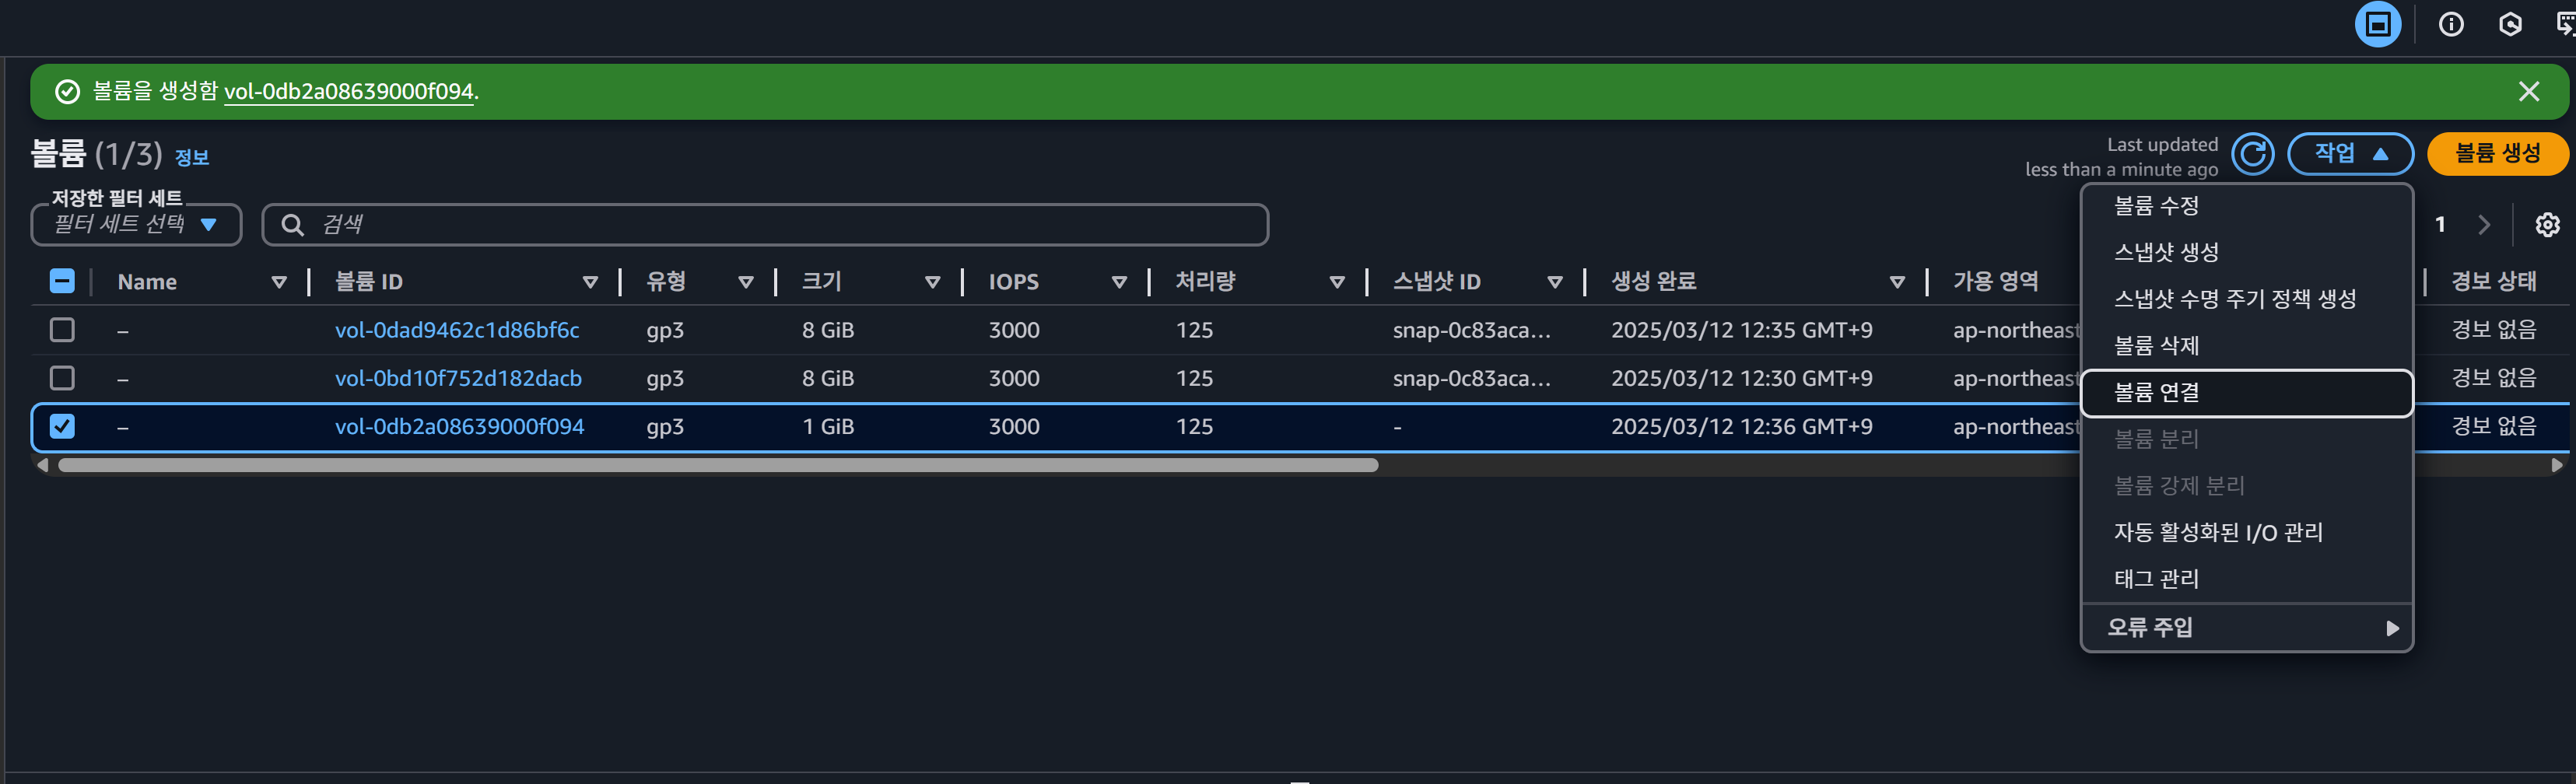 볼륨을 생성함 vol-0db2a08639000f094.
볼륨 (1/3) 정보
Last updated
less than a minute ago
작업
볼륨 생성
저장한 필터 세트
필터 세트 선택
검색
1
Name 볼륨 ID 유형 크기 IOPS 처리량 스냅샷 ID 생성 완료 가용 영역 경보 상태
– vol-0dad9462c1d86bf6c gp3 8 GiB 3000 125 snap-0c83aca... 2025/03/12 12:35 GMT+9 ap-northeast 경보 없음
– vol-0bd10f752d182dacb gp3 8 GiB 3000 125 snap-0c83aca... 2025/03/12 12:30 GMT+9 ap-northeast 경보 없음
– vol-0db2a08639000f094 gp3 1 GiB 3000 125 - 2025/03/12 12:36 GMT+9 ap-northeast 경보 없음
볼륨 수정
스냅샷 생성
스냅샷 수명 주기 정책 생성
볼륨 삭제
볼륨 연결
볼륨 분리
볼륨 강제 분리
자동 활성화된 I/O 관리
태그 관리
오류 주입